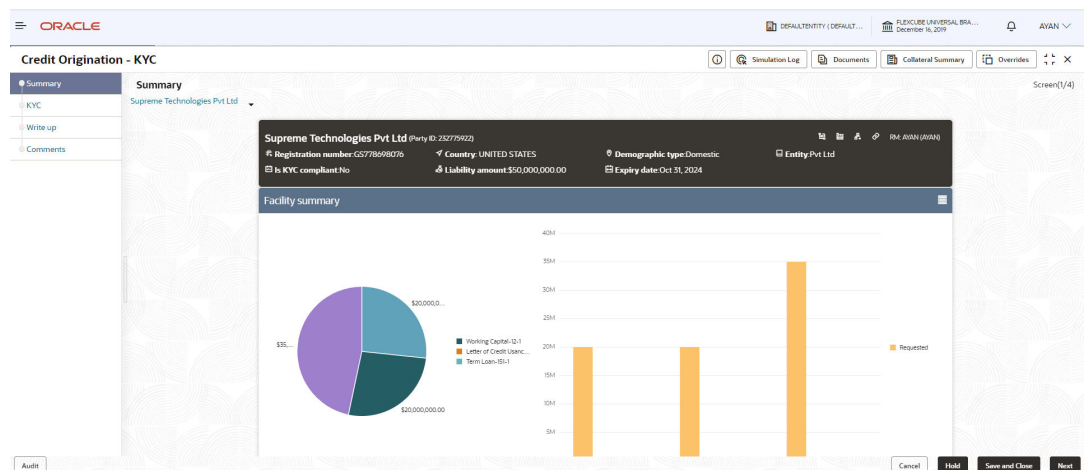 ORACLE
DEFAULTENTITY ( DEFAULT...
FLEXCUBE UNIVERSAL BRA...
December 16, 2019
AYAN
Credit Origination - KYC
Simulation Log
Documents
Collateral Summary
Overrides
Summary
KYC
Write up
Comments
Summary
Screen(1/4)
Supreme Technologies Pvt Ltd
Supreme Technologies Pvt Ltd (Party ID: 232775922)
RM: AYAN (AYAN)
Registration number:GS778698076
Country: UNITED STATES
Demographic type:Domestic
Entity:Pvt Ltd
Is KYC compliant:No
Liability amount:$50,000,000.00
Expiry date:Oct 31, 2024
Facility summary
$20,000,0...
$35,...
$20,000,000.00
Working Capital-12-1
Letter of Credit Usanc...
Term Loan-151-1
40M
35M
30M
25M
20M
15M
10M
5M
Requested
Audit
Cancel
Hold
Save and Close
Next